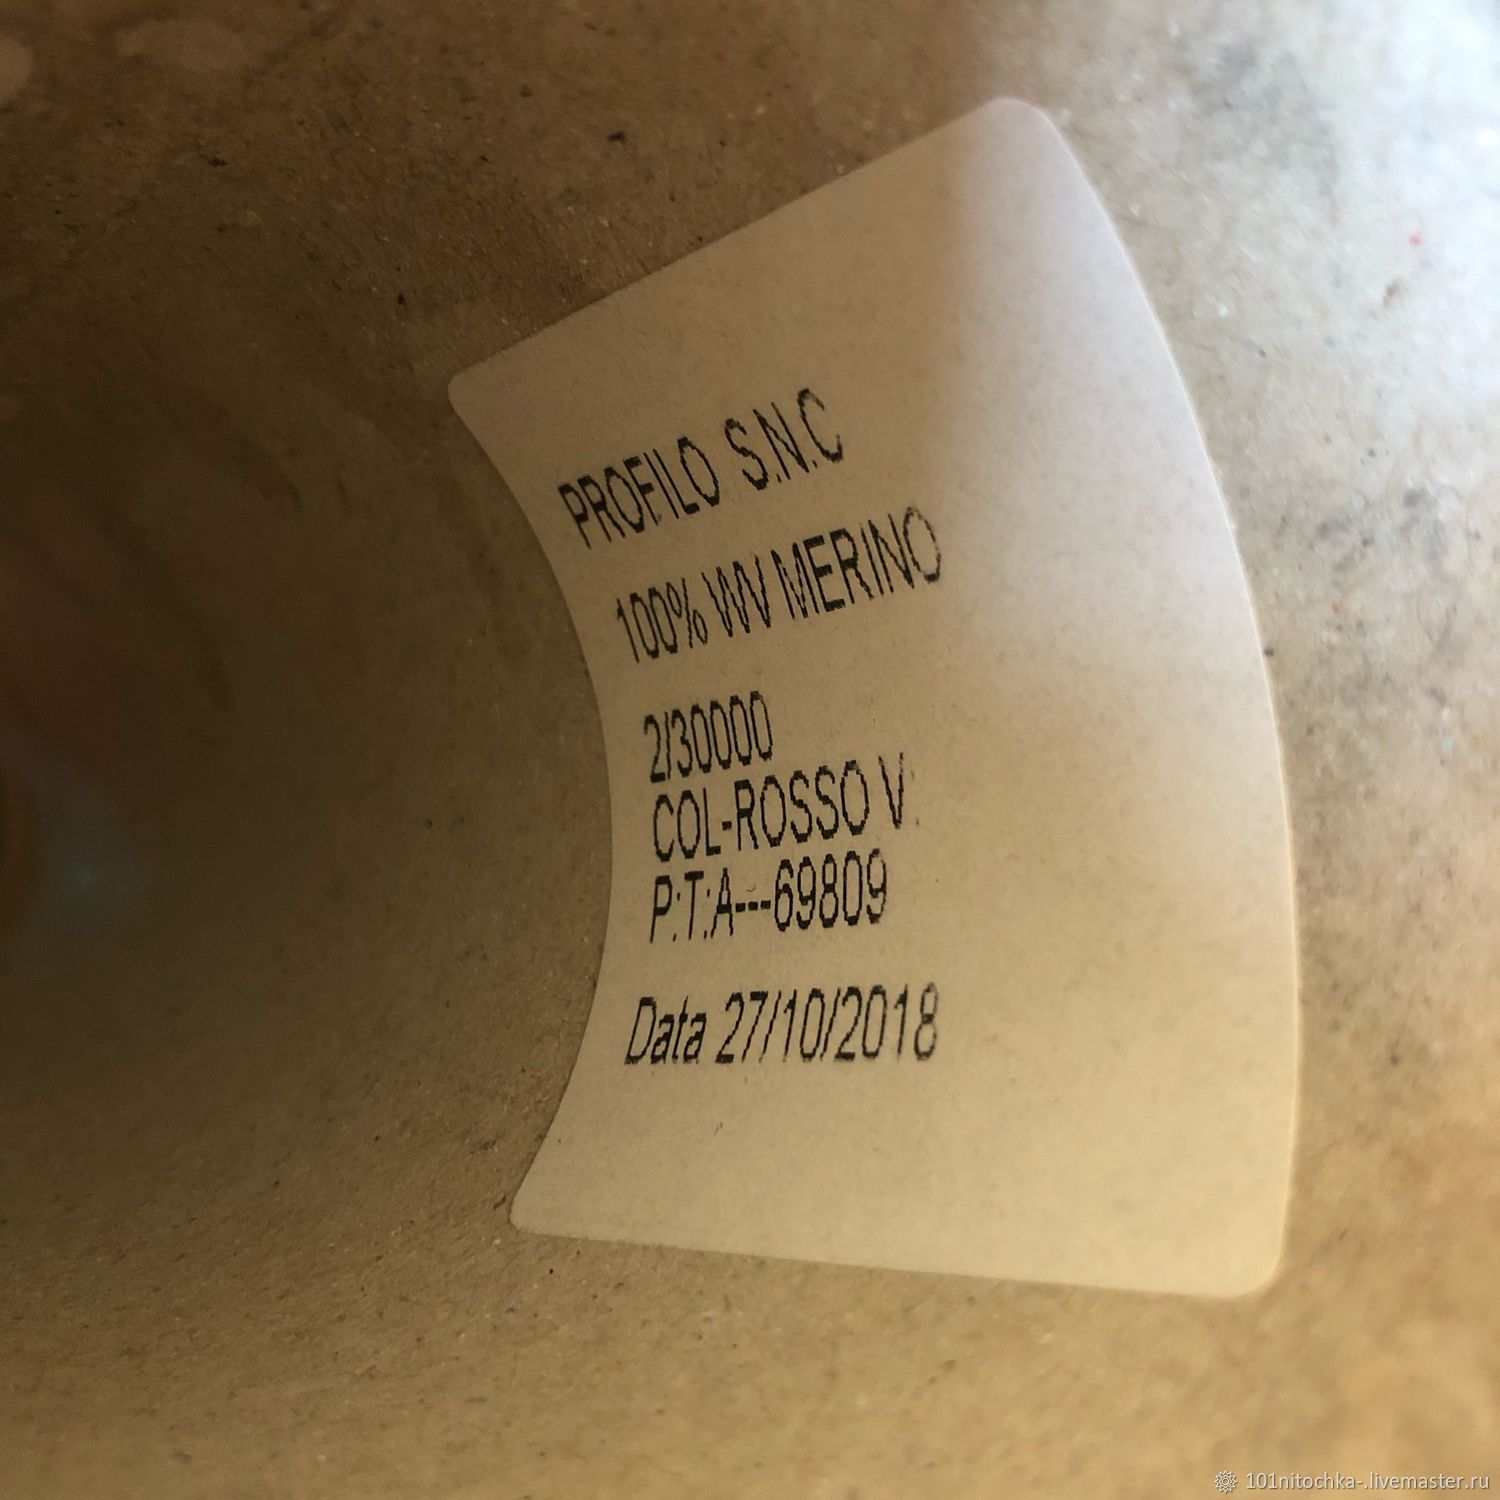 PROFILO S.N.C
100% WV MERINO
2/30000
COL-ROSSO V.
P.T.A---69809
Data 27/10/2018
101nitochka-.livemaster.ru